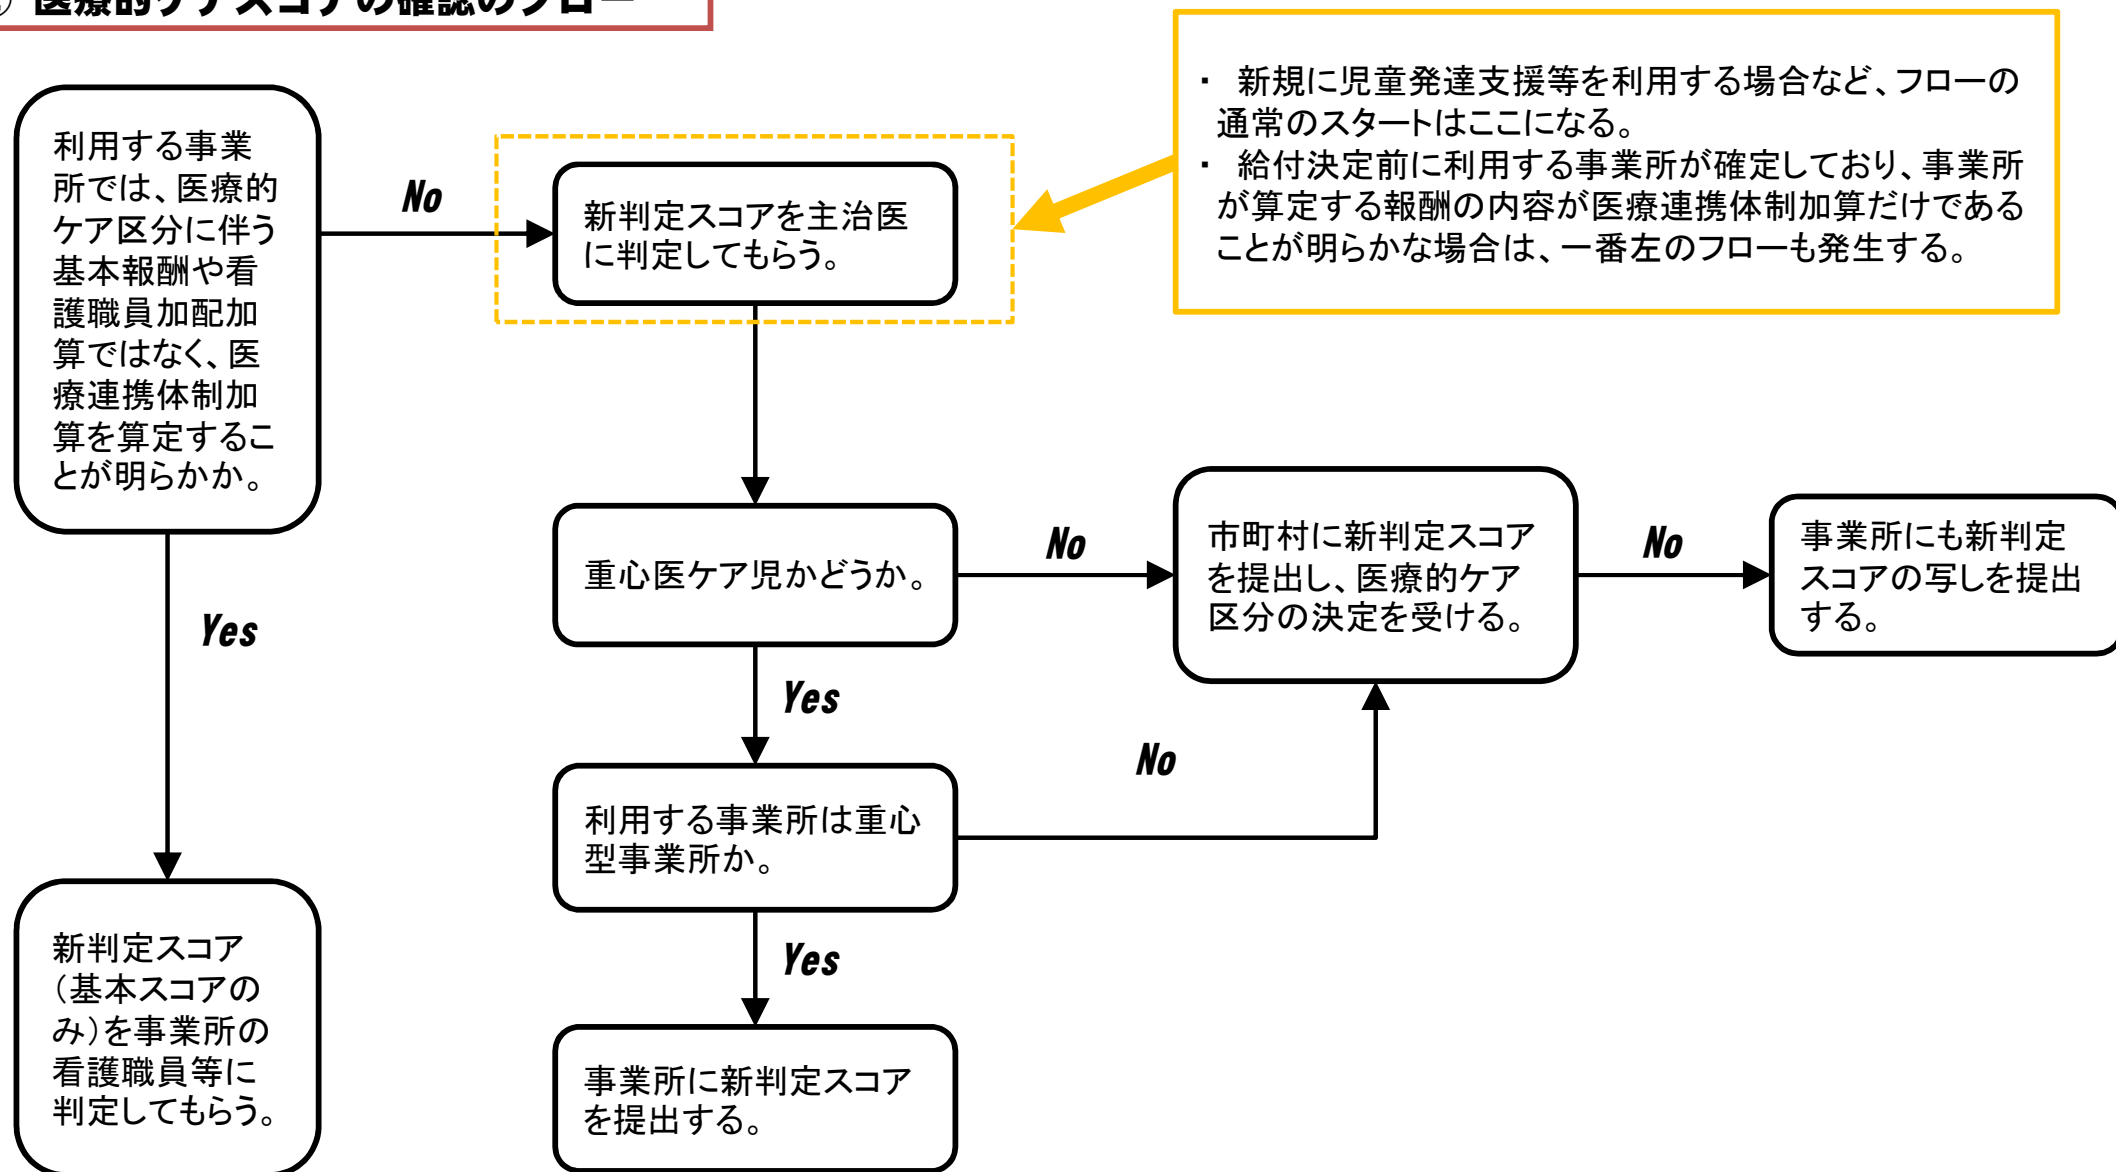 医療的ケアスコアの確認のフロー
・ 新規に児童発達支援等を利用する場合など、フローの
通常のスタートはここになる。
・ 給付決定前に利用する事業所が確定しており、事業所
が算定する報酬の内容が医療連携体制加算だけである
ことが明らかな場合は、一番左のフローも発生する。
利用する事業
所では、医療的
ケア区分に伴う
基本報酬や看
護職員加配加
算ではなく、医
療連携体制加
算を算定するこ
とが明らかか。
No
新判定スコアを主治医
に判定してもらう。
重心医ケア児かどうか。
No
市町村に新判定スコア
を提出し、医療的ケア
区分の決定を受ける。
No
事業所にも新判定
スコアの写しを提出
する。
Yes
Yes
No
利用する事業所は重心
型事業所か。
Yes
新判定スコア
（基本スコアの
み）を事業所の
看護職員等に
判定してもらう。
事業所に新判定スコア
を提出する。